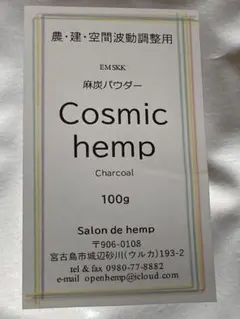 農・建・空間波動調整用
EMSKK
麻炭パウダー
Cosmic
hemp
Charcoal
100g
Salon de hemp
〒906-0108
宮古島市城辺砂川(ウルカ)193-2
tel & fax 0980-77-8882
e-mail openhemp@icloud.com